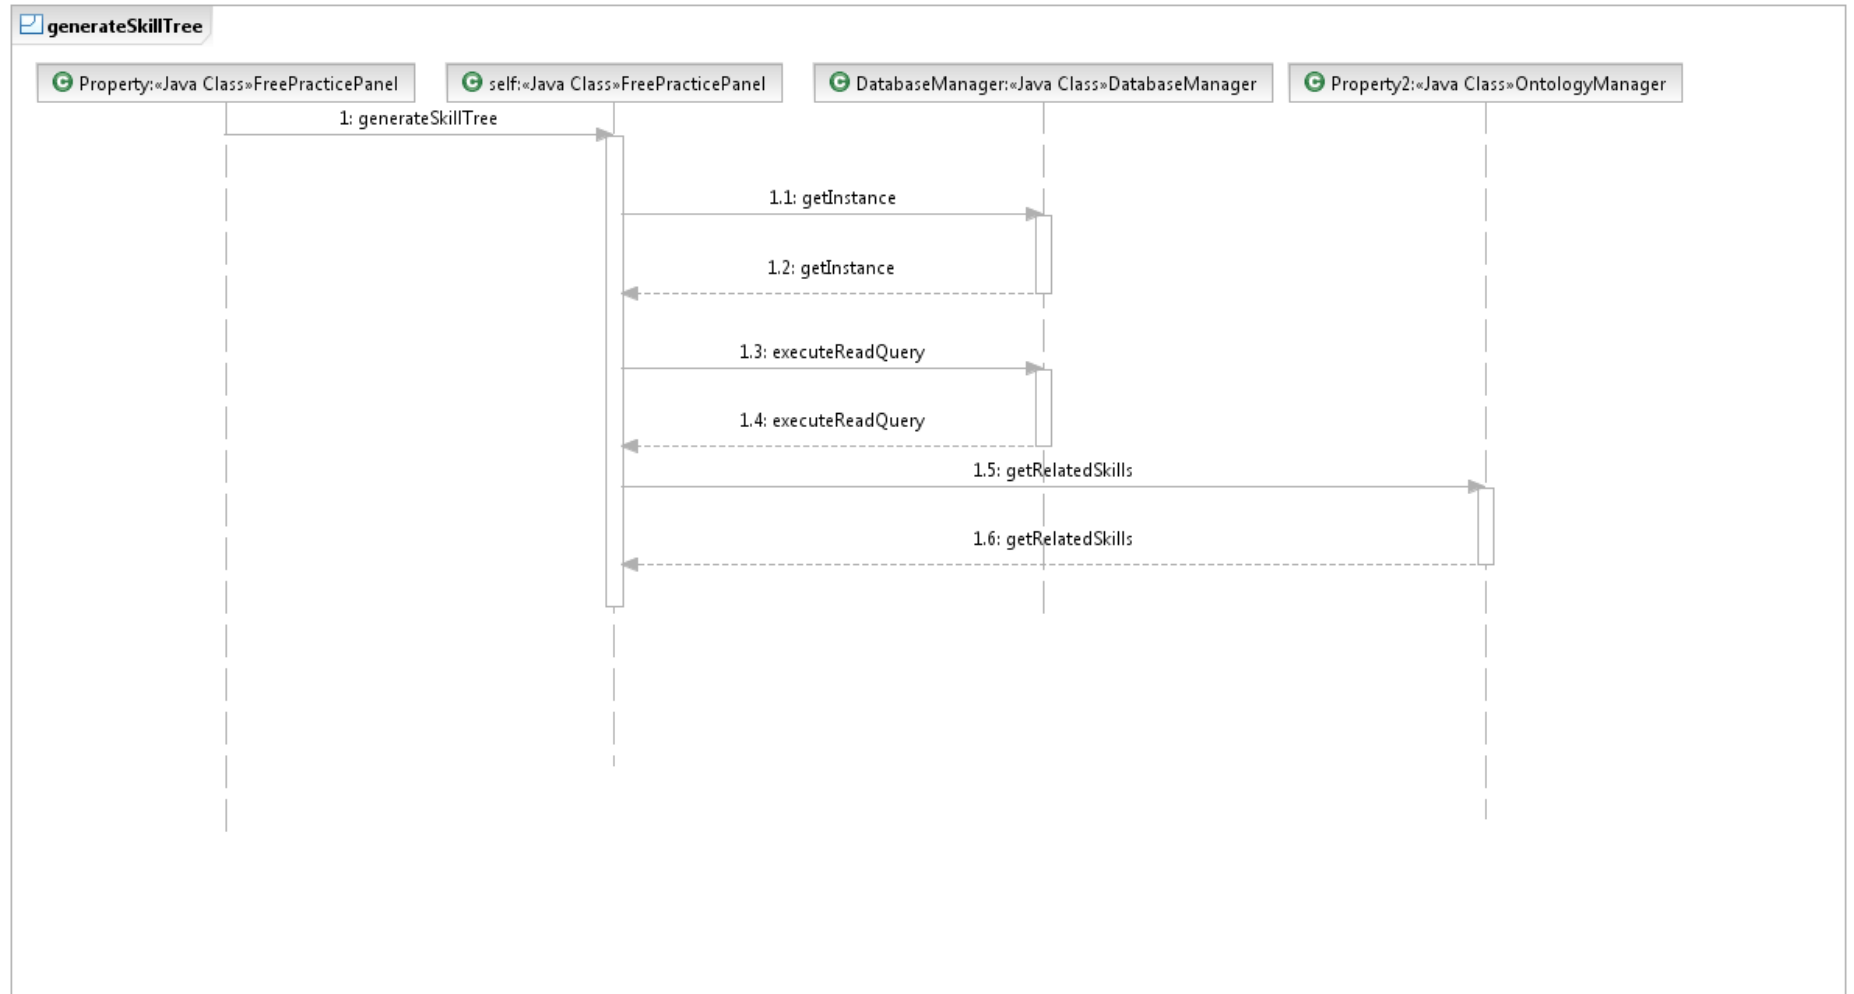 generateSkillTree
Property:«Java Class»FreePracticePanel
self:«Java Class»FreePracticePanel
DatabaseManager:«Java Class»DatabaseManager
Property2:«Java Class»OntologyManager
1: generateSkillTree
1.1: getInstance
1.2: getInstance
1.3: executeReadQuery
1.4: executeReadQuery
1.5: getRelatedSkills
1.6: getRelatedSkills